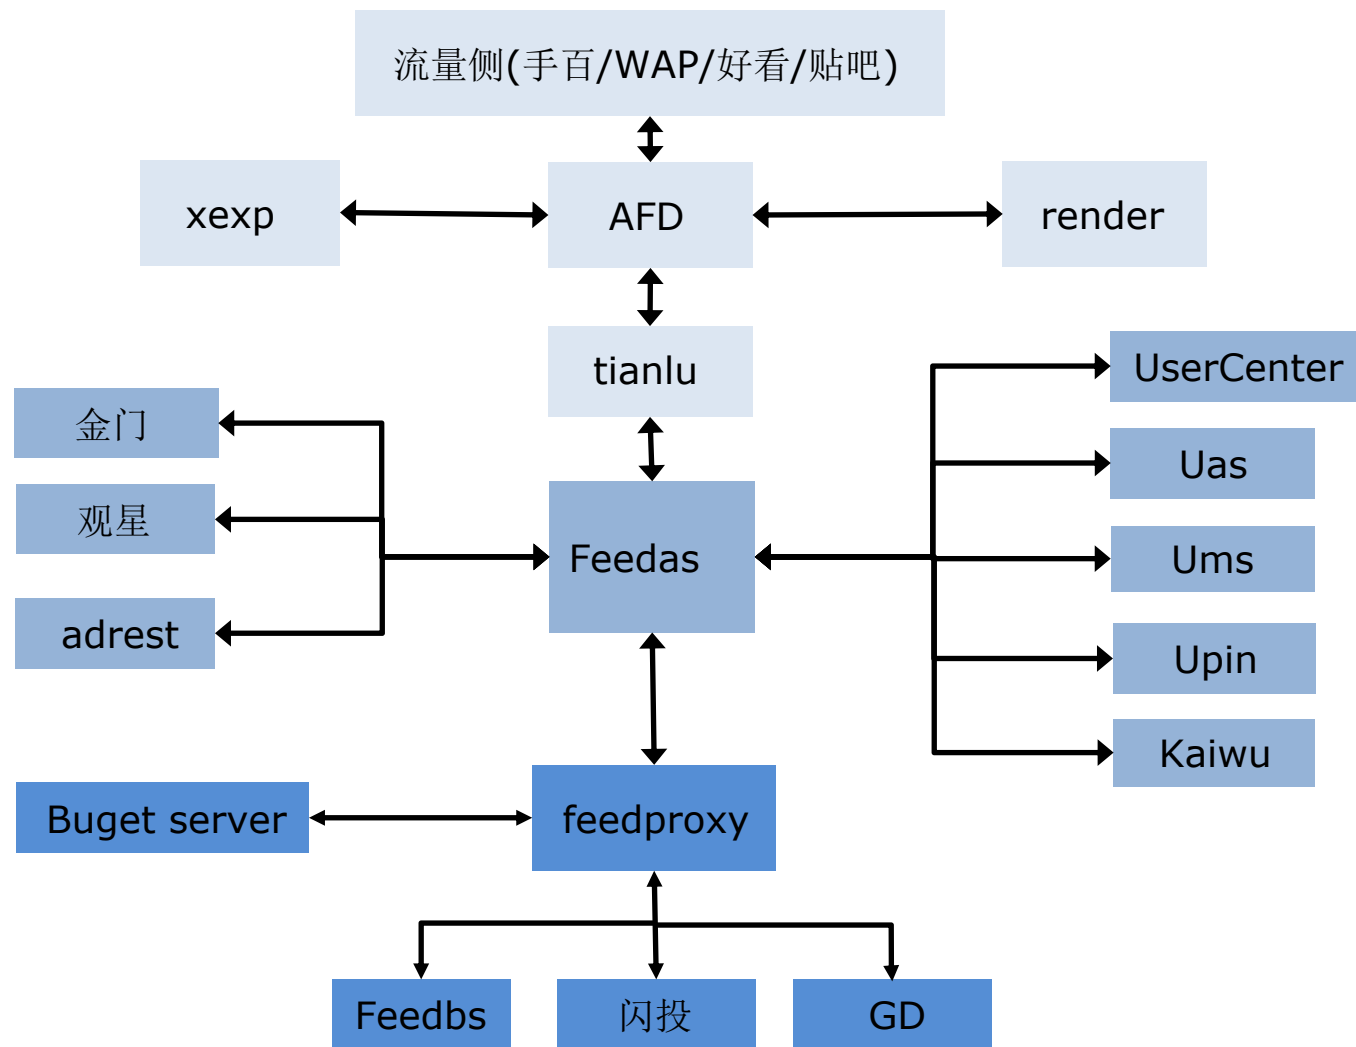 流量侧(手百/WAP/好看/贴吧)
xexp
AFD
render
tianlu
UserCenter
金门
Uas
观星
Feedas
Ums
adrest
Upin
Kaiwu
Buget server
feedproxy
Feedbs
闪投
GD